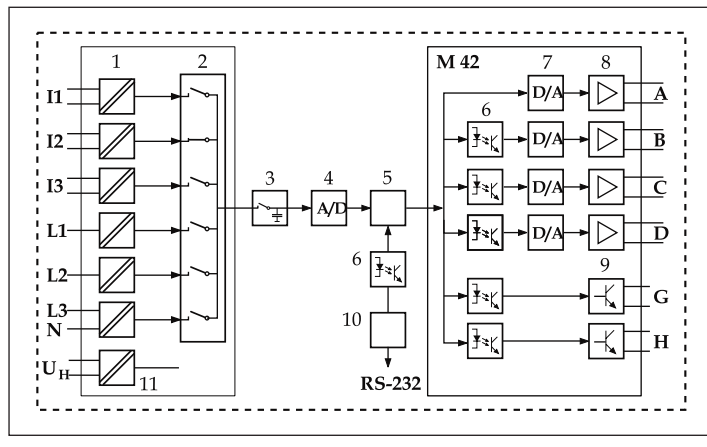 1 2 M 42 7 8
I1 D/A A
6
I2 D/A B
I3 3 4 5 D/A C
A/D
L1 D/A D
L2 6 9
G
L3 10
N H
U_H 11 RS-232